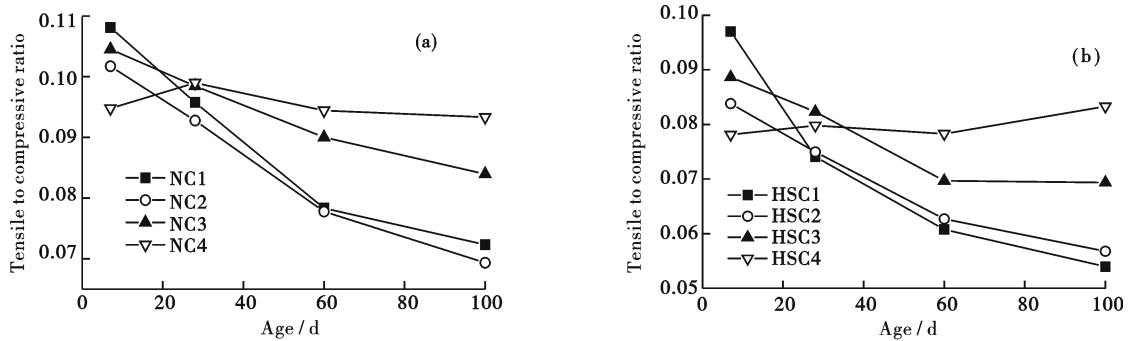 0.11
0.10
0.09
0.08
0.07
Tensile to compressive ratio
(a)
NC1
NC2
NC3
NC4
0 20 40 60 80 100
Age / d
0.10
0.09
0.08
0.07
0.06
0.05
Tensile to compressive ratio
(b)
HSC1
HSC2
HSC3
HSC4
0 20 40 60 80 100
Age / d